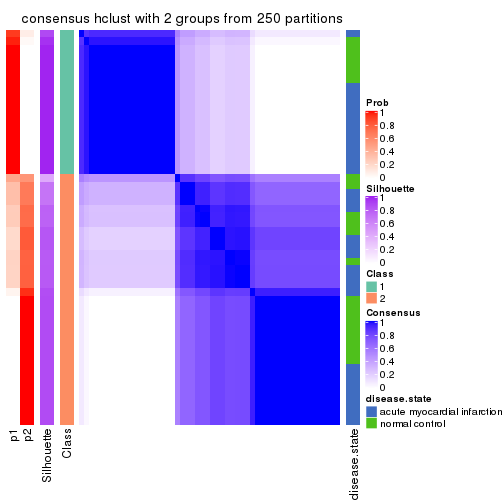 consensus hclust with 2 groups from 250 partitions
Prob
1
0.8
0.6
0.4
0.2
0
Silhouette
1
0.8
0.6
0.4
0.2
0
Class
1
2
Consensus
1
0.8
0.6
0.4
0.2
0
disease.state
acute myocardial infarction
normal control
p1
p2
Silhouette
Class
disease.state